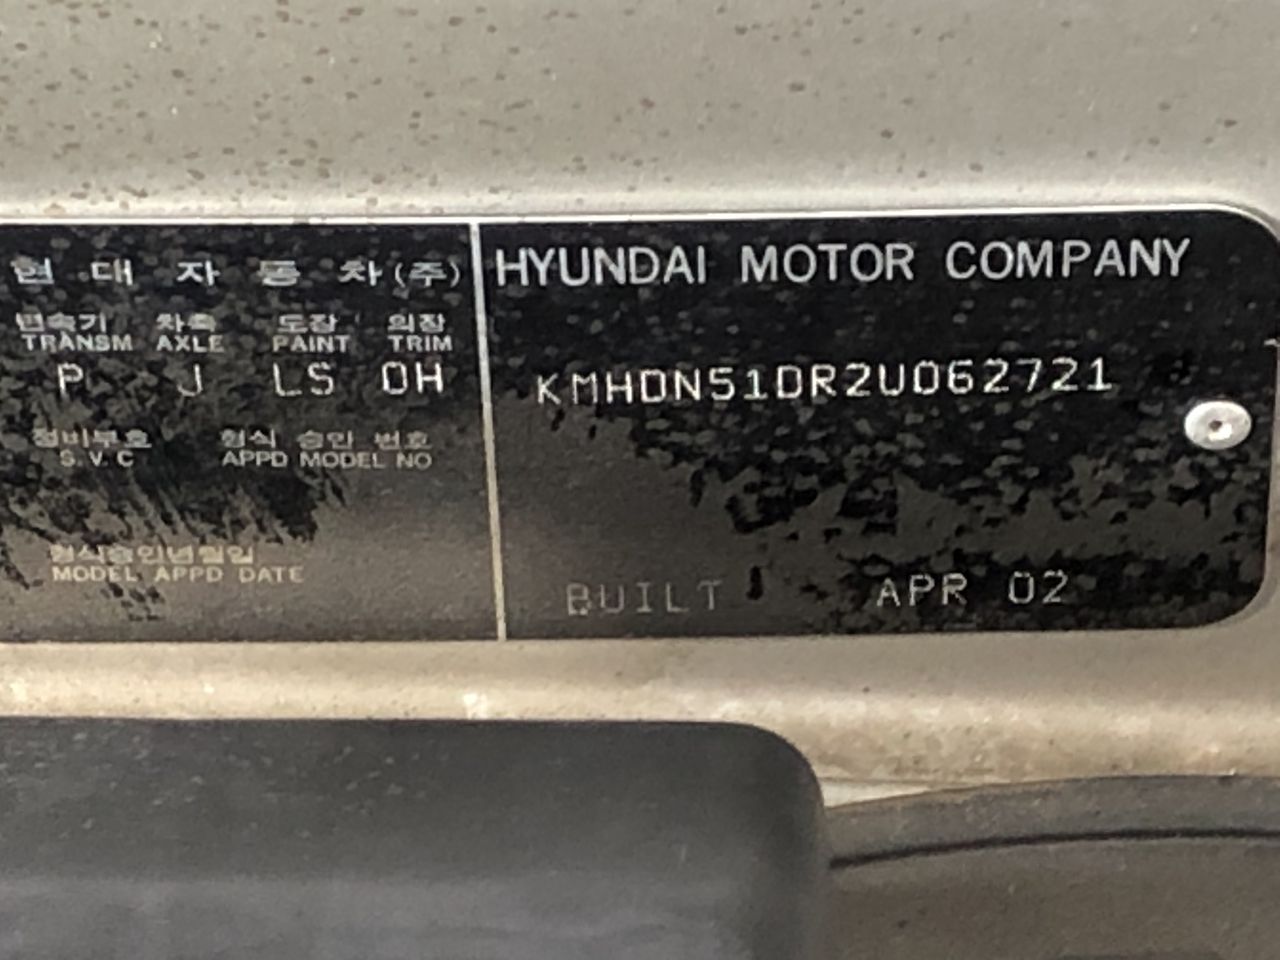 현 대 자 동 차 (주)
변속기 차축 도장 의장
TRANSM AXLE PAINT TRIM
P J LS OH
정비부호 형식 승인 번호
S.V.C APPD MODEL NO
형식승인년월일
MODEL APPD DATE
HYUNDAI MOTOR COMPANY
KMHDN51DR2U062721
BUILT APR 02